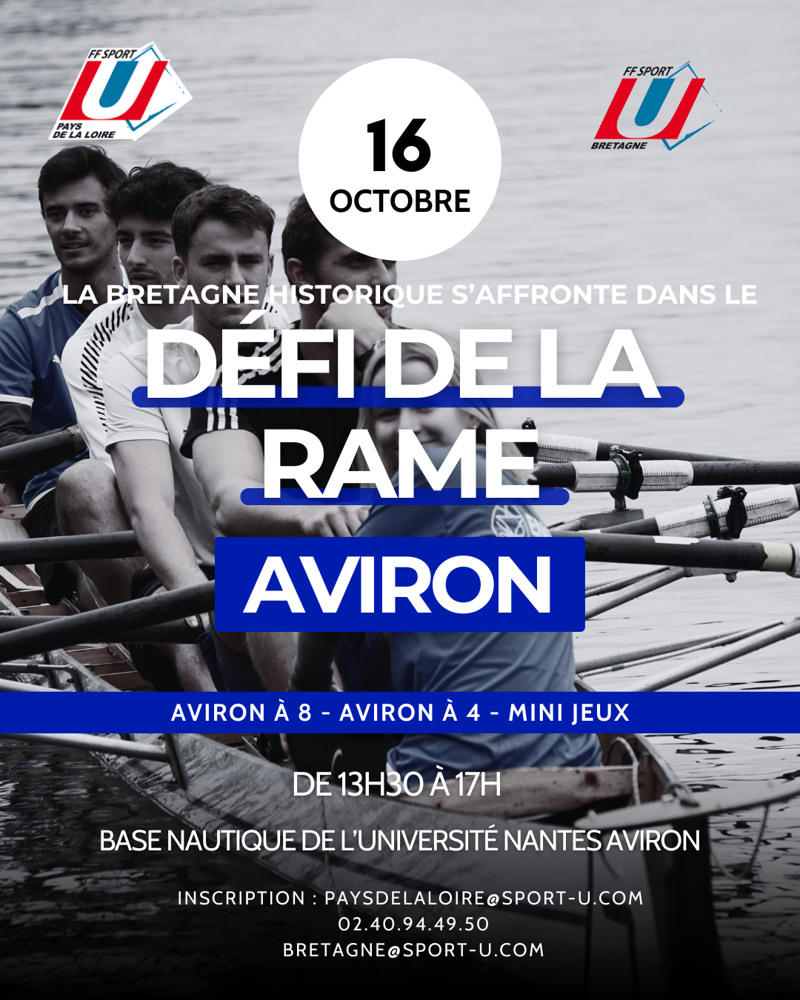 FF SPORT
U
PAYS
DE LA LOIRE
FF SPORT
U
BRETAGNE
16
OCTOBRE
LA BRETAGNE HISTORIQUE S’AFFRONTE DANS LE
DÉFI DE LA
RAME
AVIRON
AVIRON À 8 - AVIRON À 4 - MINI JEUX
DE 13H30 À 17H
BASE NAUTIQUE DE L’UNIVERSITÉ NANTES AVIRON
INSCRIPTION : PAYSDELALOIRE@SPORT-U.COM
02.40.94.49.50
BRETAGNE@SPORT-U.COM